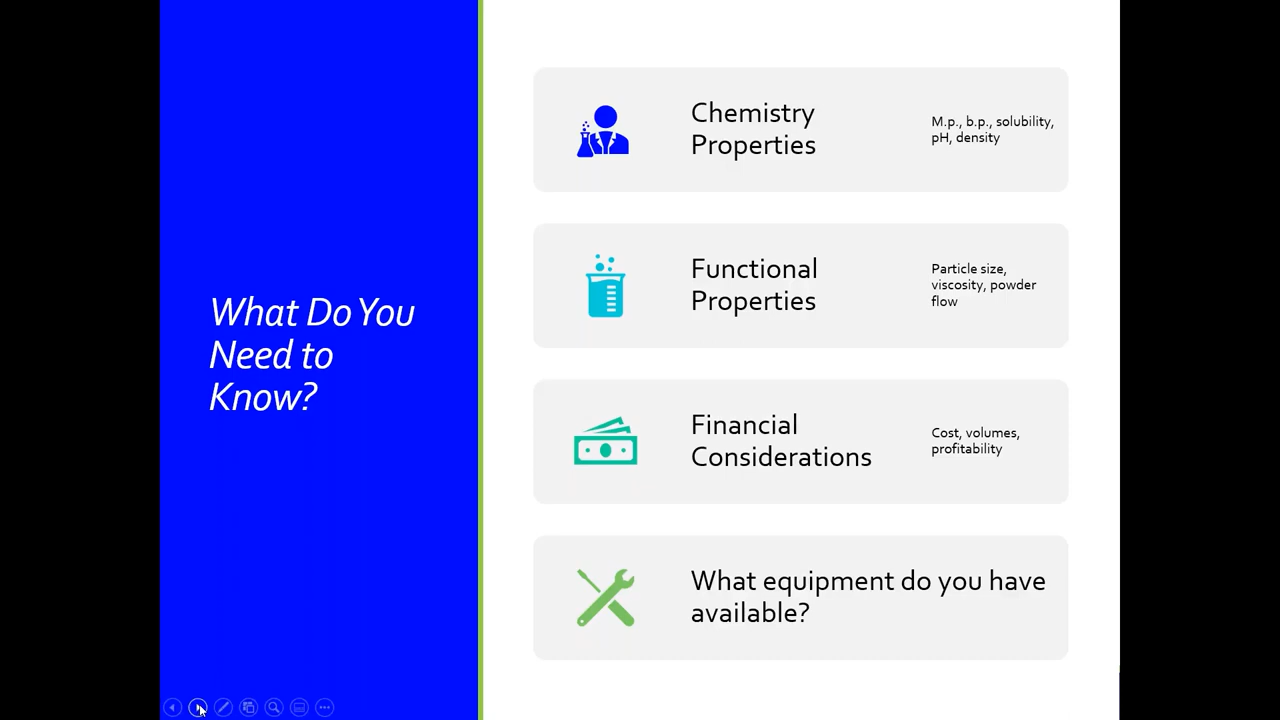 What Do You
Need to
Know?
Chemistry
Properties
M.p., b.p., solubility,
pH, density
Functional
Properties
Particle size,
viscosity, powder
flow
Financial
Considerations
Cost, volumes,
profitability
What equipment do you have
available?